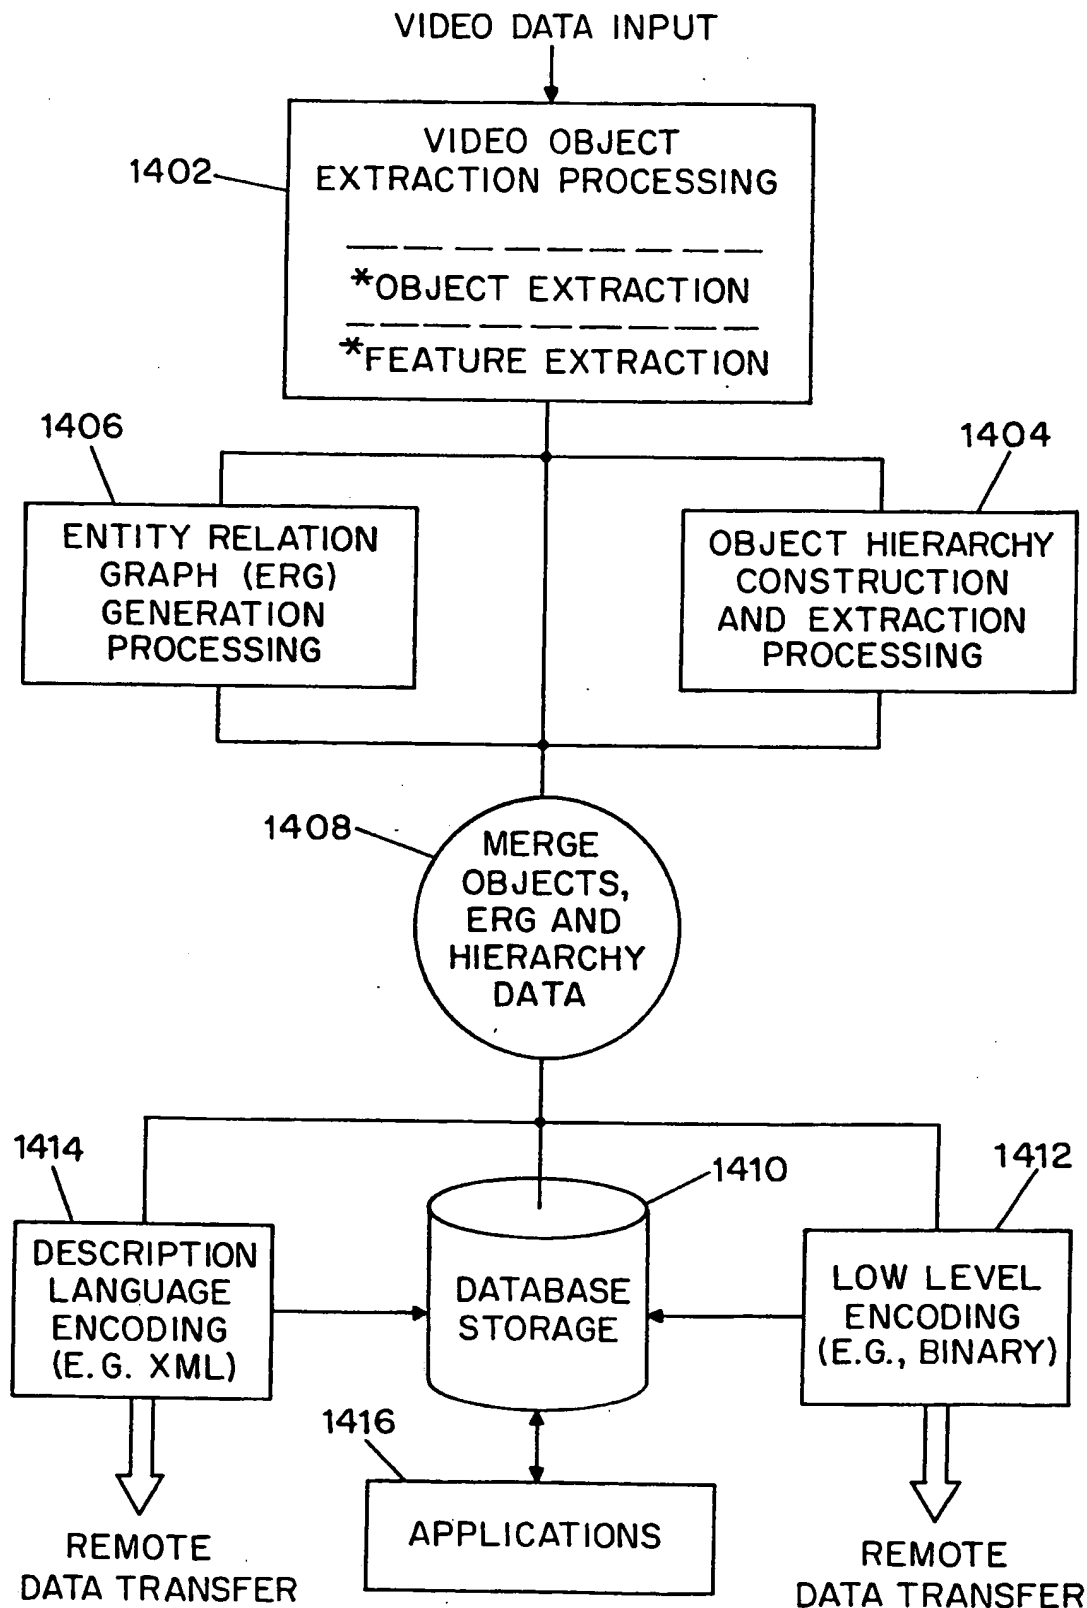 VIDEO DATA INPUT
1402
VIDEO OBJECT
EXTRACTION PROCESSING
*OBJECT EXTRACTION
*FEATURE EXTRACTION
1406
ENTITY RELATION
GRAPH (ERG)
GENERATION
PROCESSING
1404
OBJECT HIERARCHY
CONSTRUCTION
AND EXTRACTION
PROCESSING
1408
MERGE
OBJECTS,
ERG AND
HIERARCHY
DATA
1414
DESCRIPTION
LANGUAGE
ENCODING
(E.G. XML)
1410
DATABASE
STORAGE
1412
LOW LEVEL
ENCODING
(E.G., BINARY)
1416
APPLICATIONS
REMOTE
DATA TRANSFER
REMOTE
DATA TRANSFER